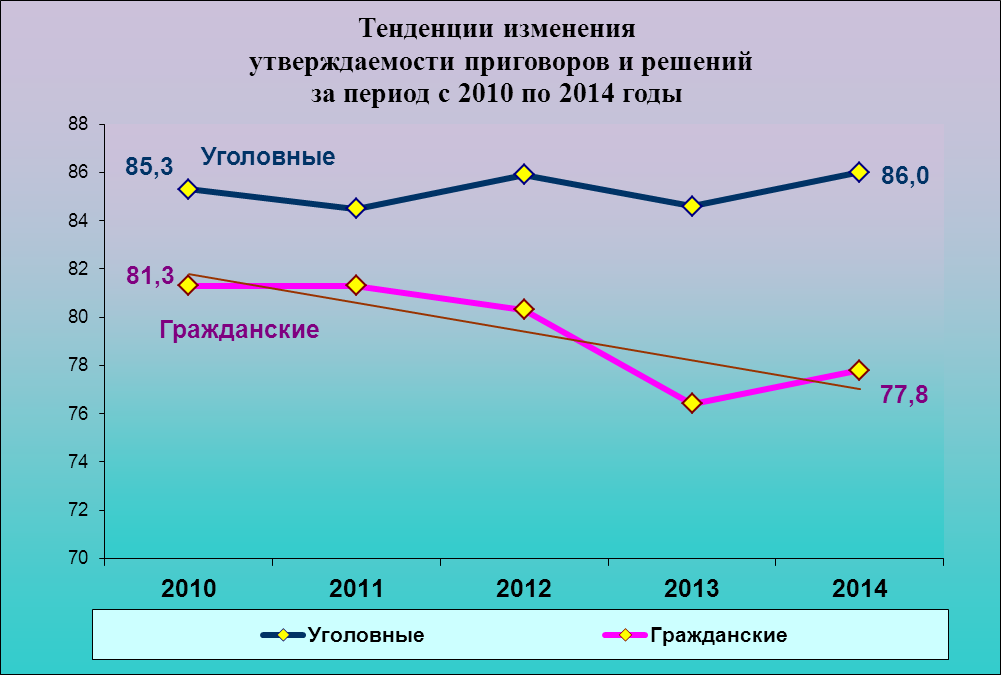 Тенденции изменения
утверждаемости приговоров и решений
за период с 2010 по 2014 годы
88
86
84
82
80
78
76
74
72
70
85,3
Уголовные
86,0
81,3
Гражданские
77,8
2010 2011 2012 2013 2014
Уголовные Гражданские